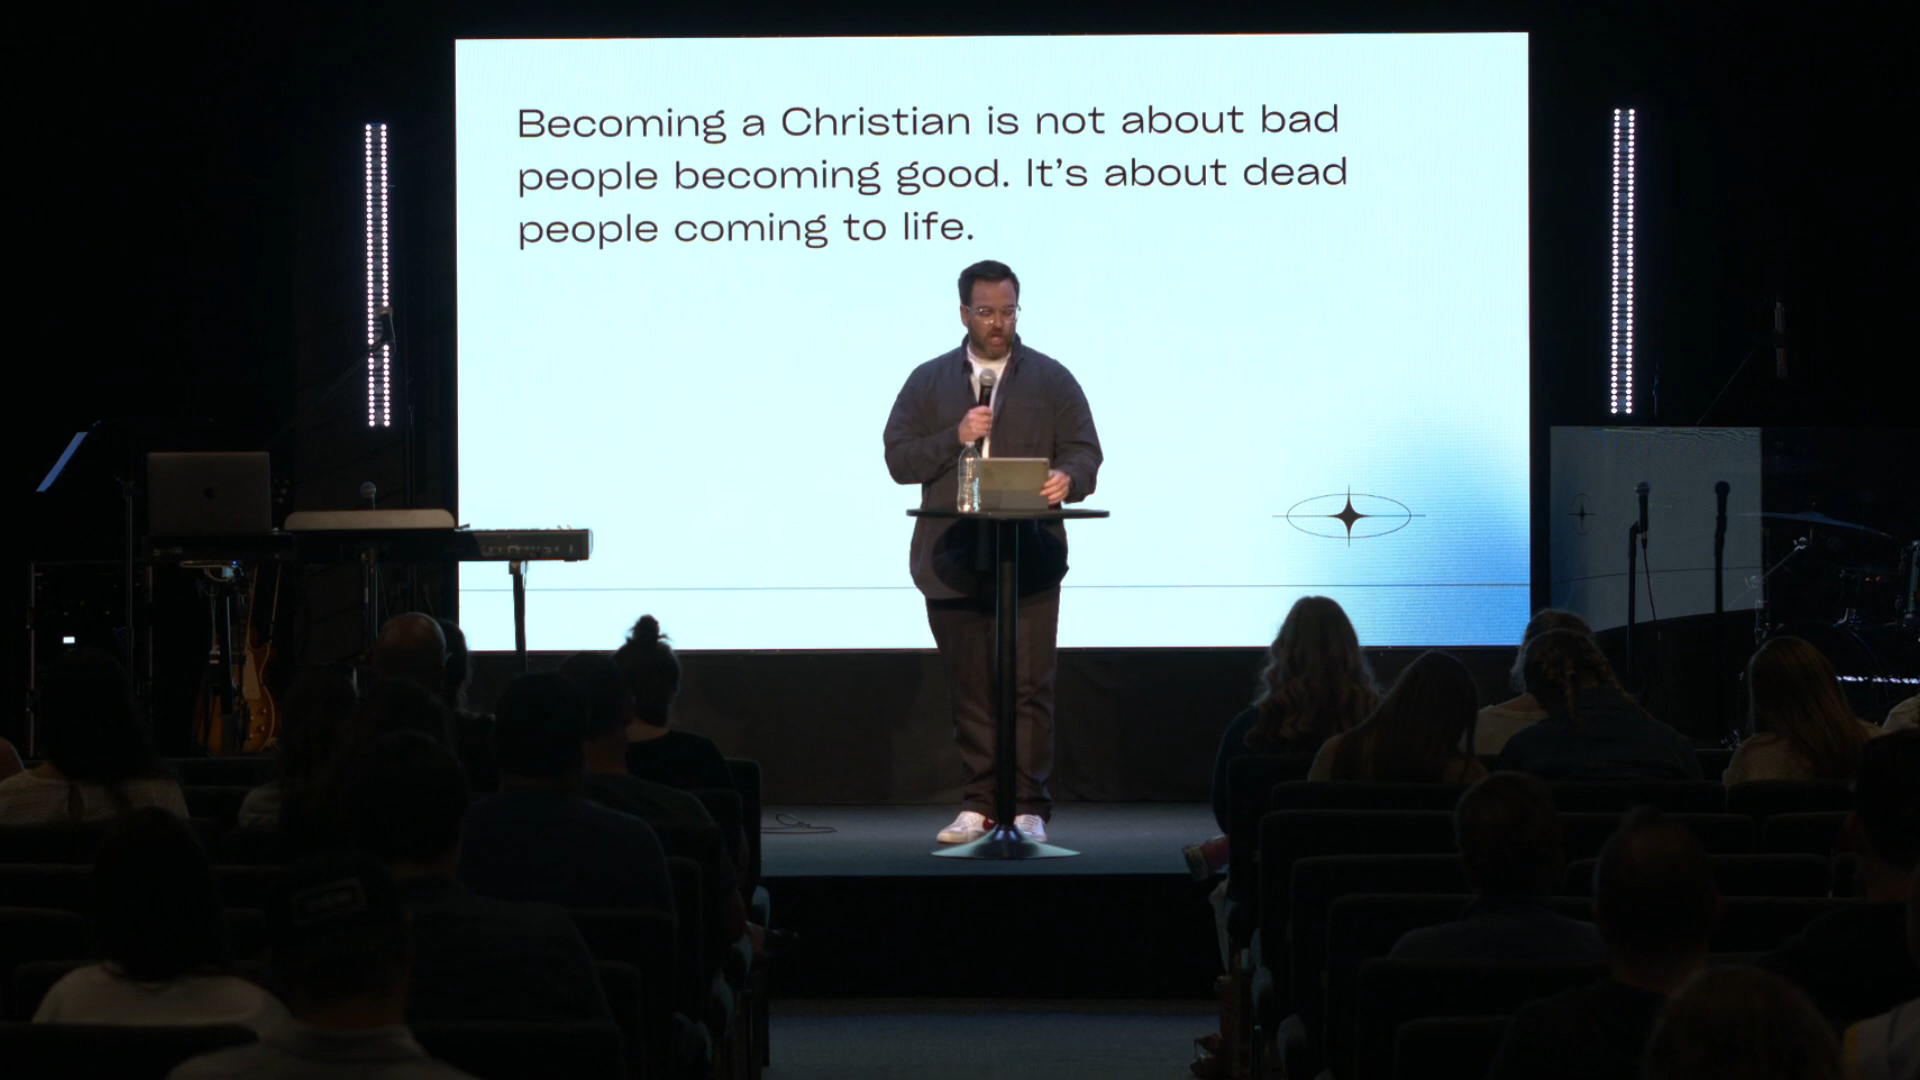 Becoming a Christian is not about bad
people becoming good. It’s about dead
people coming to life.